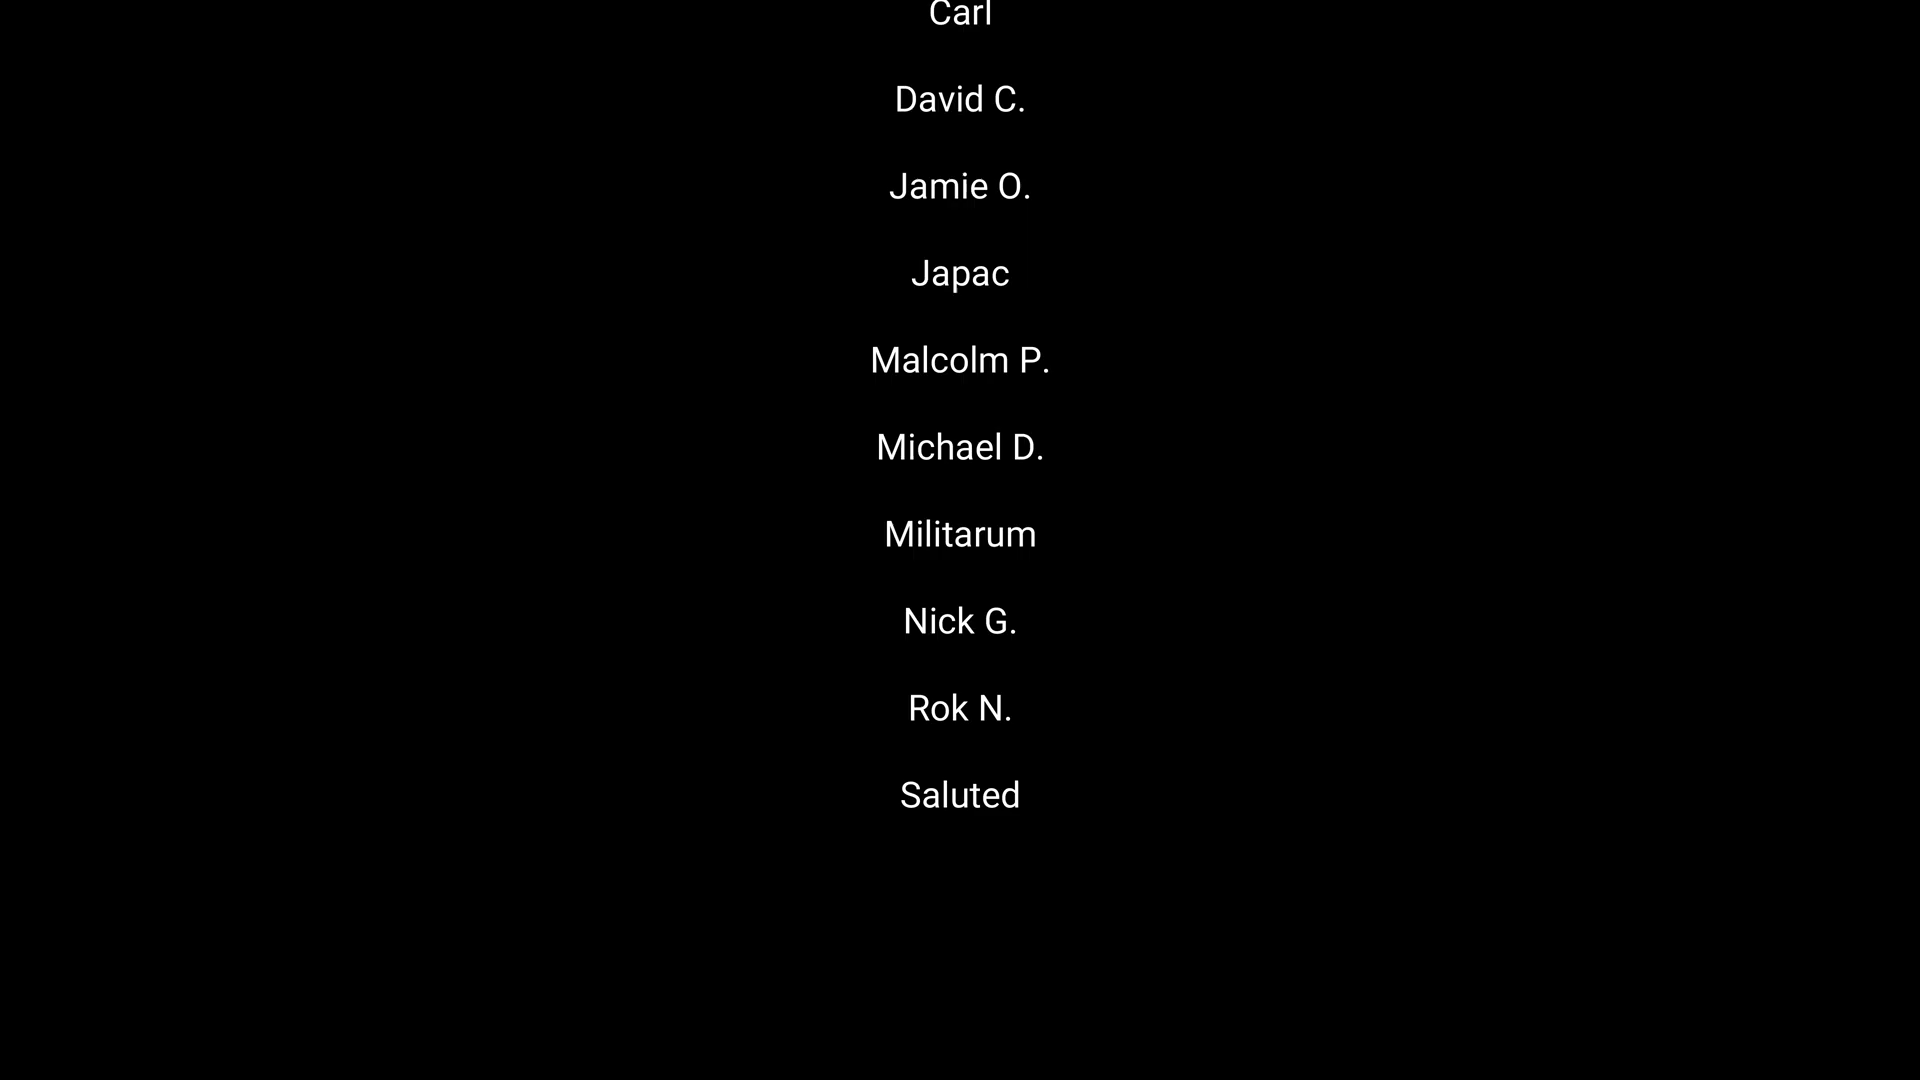 Carl
David C.
Jamie O.
Japac
Malcolm P.
Michael D.
Militarum
Nick G.
Rok N.
Saluted